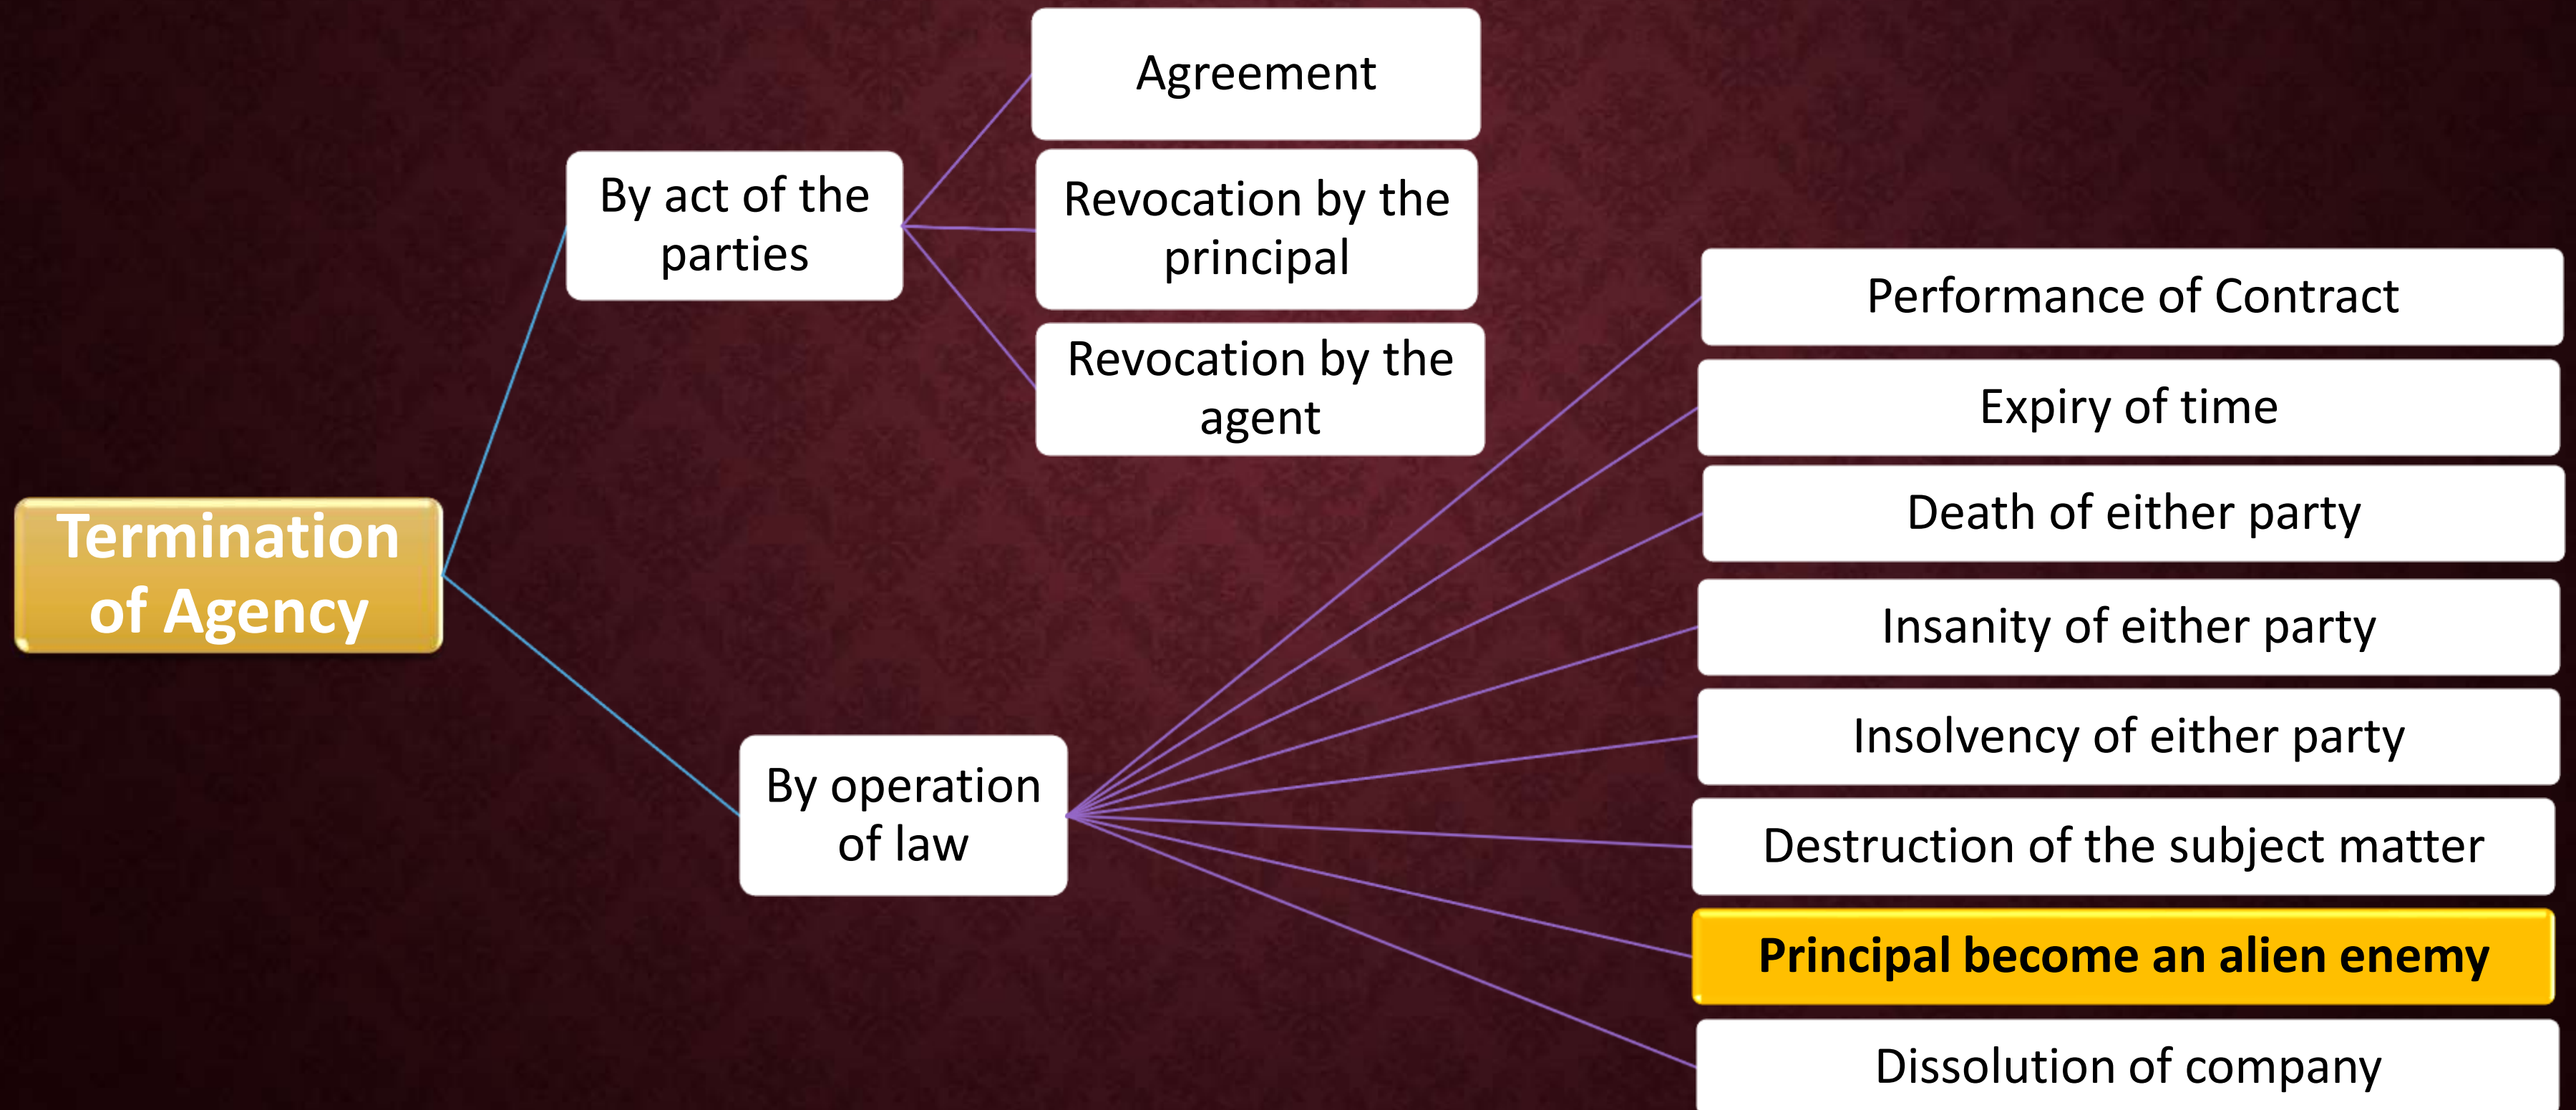 Termination
of Agency
By act of the
parties
Agreement
Revocation by the
principal
Revocation by the
agent
By operation
of law
Performance of Contract
Expiry of time
Death of either party
Insanity of either party
Insolvency of either party
Destruction of the subject matter
Principal become an alien enemy
Dissolution of company